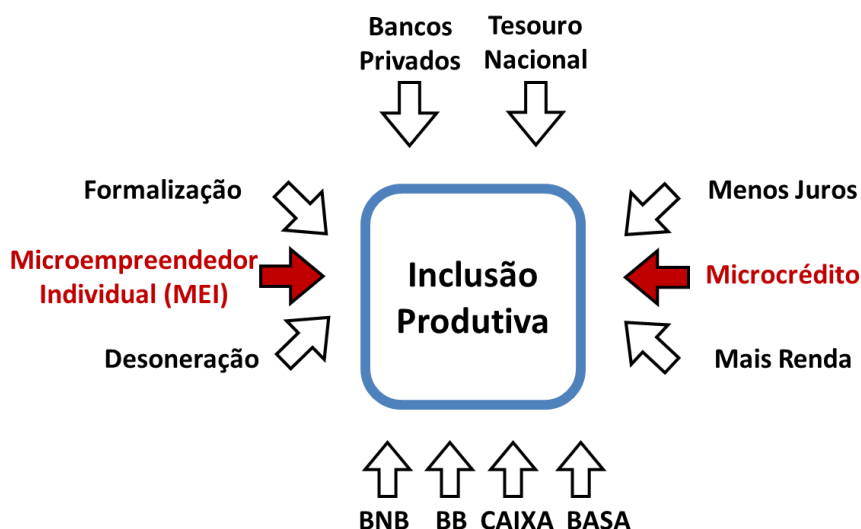 Bancos Privados
Tesouro Nacional
Formalização
Menos Juros
Microempreendedor
Individual (MEI)
Inclusão
Produtiva
Microcrédito
Desoneração
Mais Renda
BNB BB CAIXA BASA